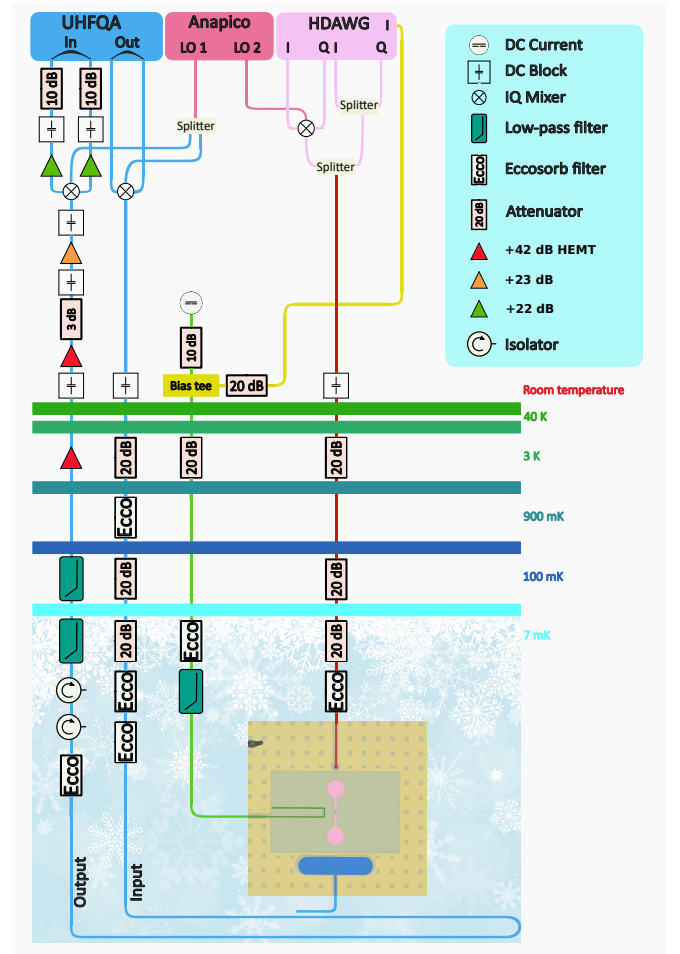 UHFQA
Anapico
HDAWG
I
In
Out
LO 1
LO 2
I
Q
I
Q
10 dB
10 dB
Splitter
Splitter
Splitter
3 dB
10 dB
Bias tee
20 dB
DC Current
DC Block
IQ Mixer
Low-pass filter
Ecco
Eccosorb filter
20 dB
Attenuator
+42 dB HEMT
+23 dB
+22 dB
Isolator
Room temperature
40 K
20 dB
20 dB
20 dB
3 K
Ecco
900 mK
20 dB
20 dB
100 mK
20 dB
Ecco
20 dB
7 mK
Ecco
Ecco
Ecco
Ecco
Output
Input